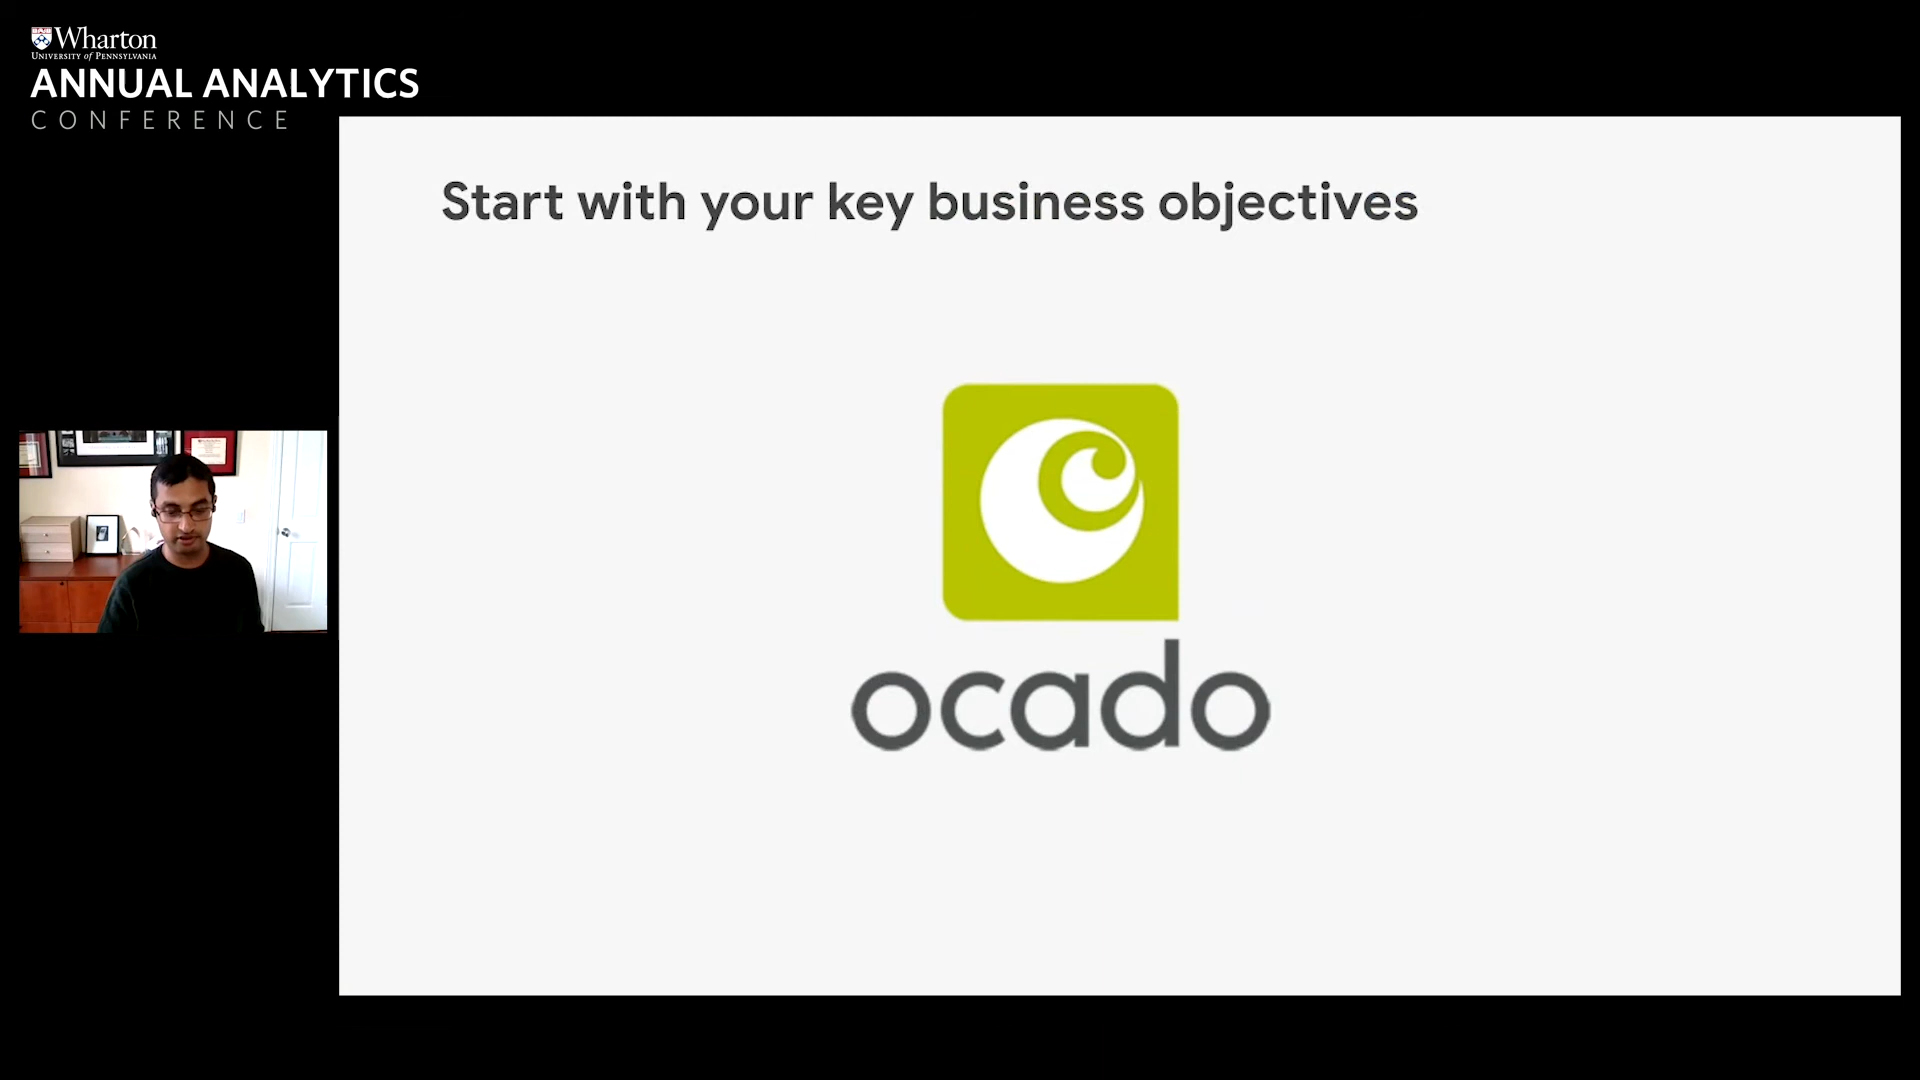 Wharton
UNIVERSITY of PENNSYLVANIA
ANNUAL ANALYTICS
CONFERENCE
Start with your key business objectives
ocado